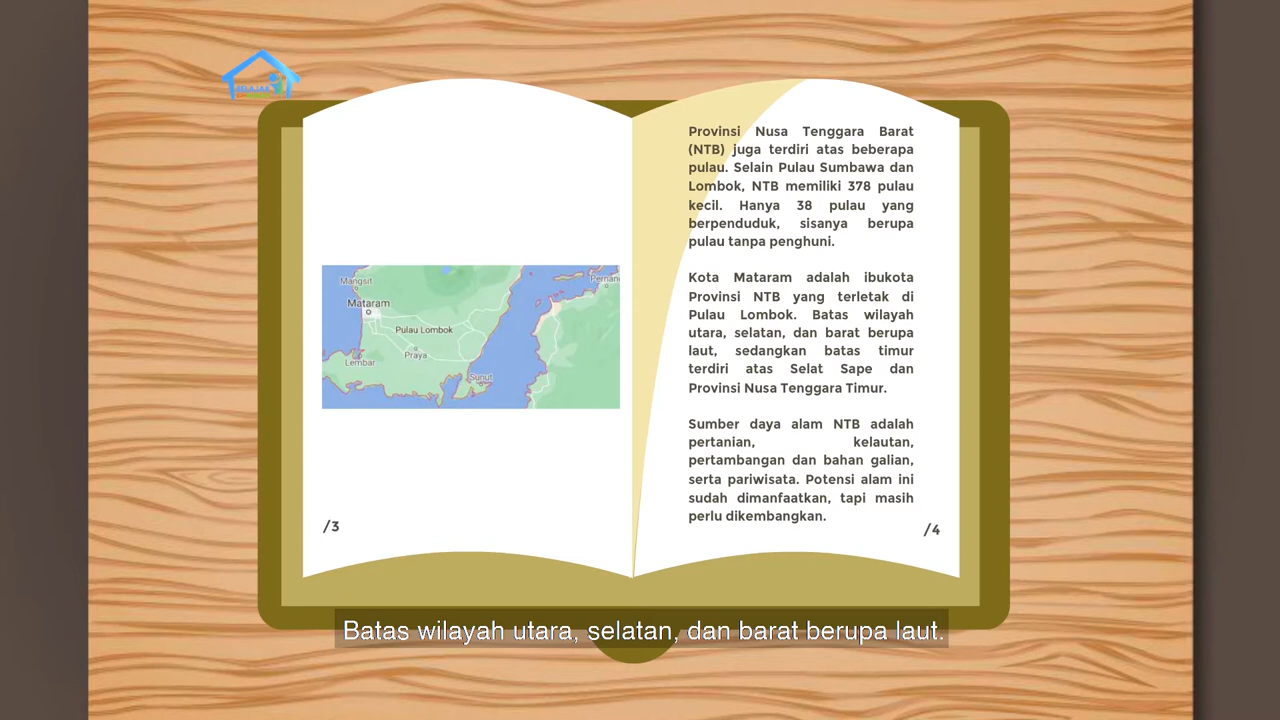 BELAJAR
Mangsit
Mataram
Pulau Lombok
Praya
Lembar
Sunut
Pernan
/3
Provinsi Nusa Tenggara Barat
(NTB) juga terdiri atas beberapa
pulau. Selain Pulau Sumbawa dan
Lombok, NTB memiliki 378 pulau
kecil. Hanya 38 pulau yang
berpenduduk, sisanya berupa
pulau tanpa penghuni.
Kota Mataram adalah ibukota
Provinsi NTB yang terletak di
Pulau Lombok. Batas wilayah
utara, selatan, dan barat berupa
laut, sedangkan batas timur
terdiri atas Selat Sape dan
Provinsi Nusa Tenggara Timur.
Sumber daya alam NTB adalah
pertanian, kelautan,
pertambangan dan bahan galian,
serta pariwisata. Potensi alam ini
sudah dimanfaatkan, tapi masih
perlu dikembangkan.
/4
Batas wilayah utara, selatan, dan barat berupa laut.